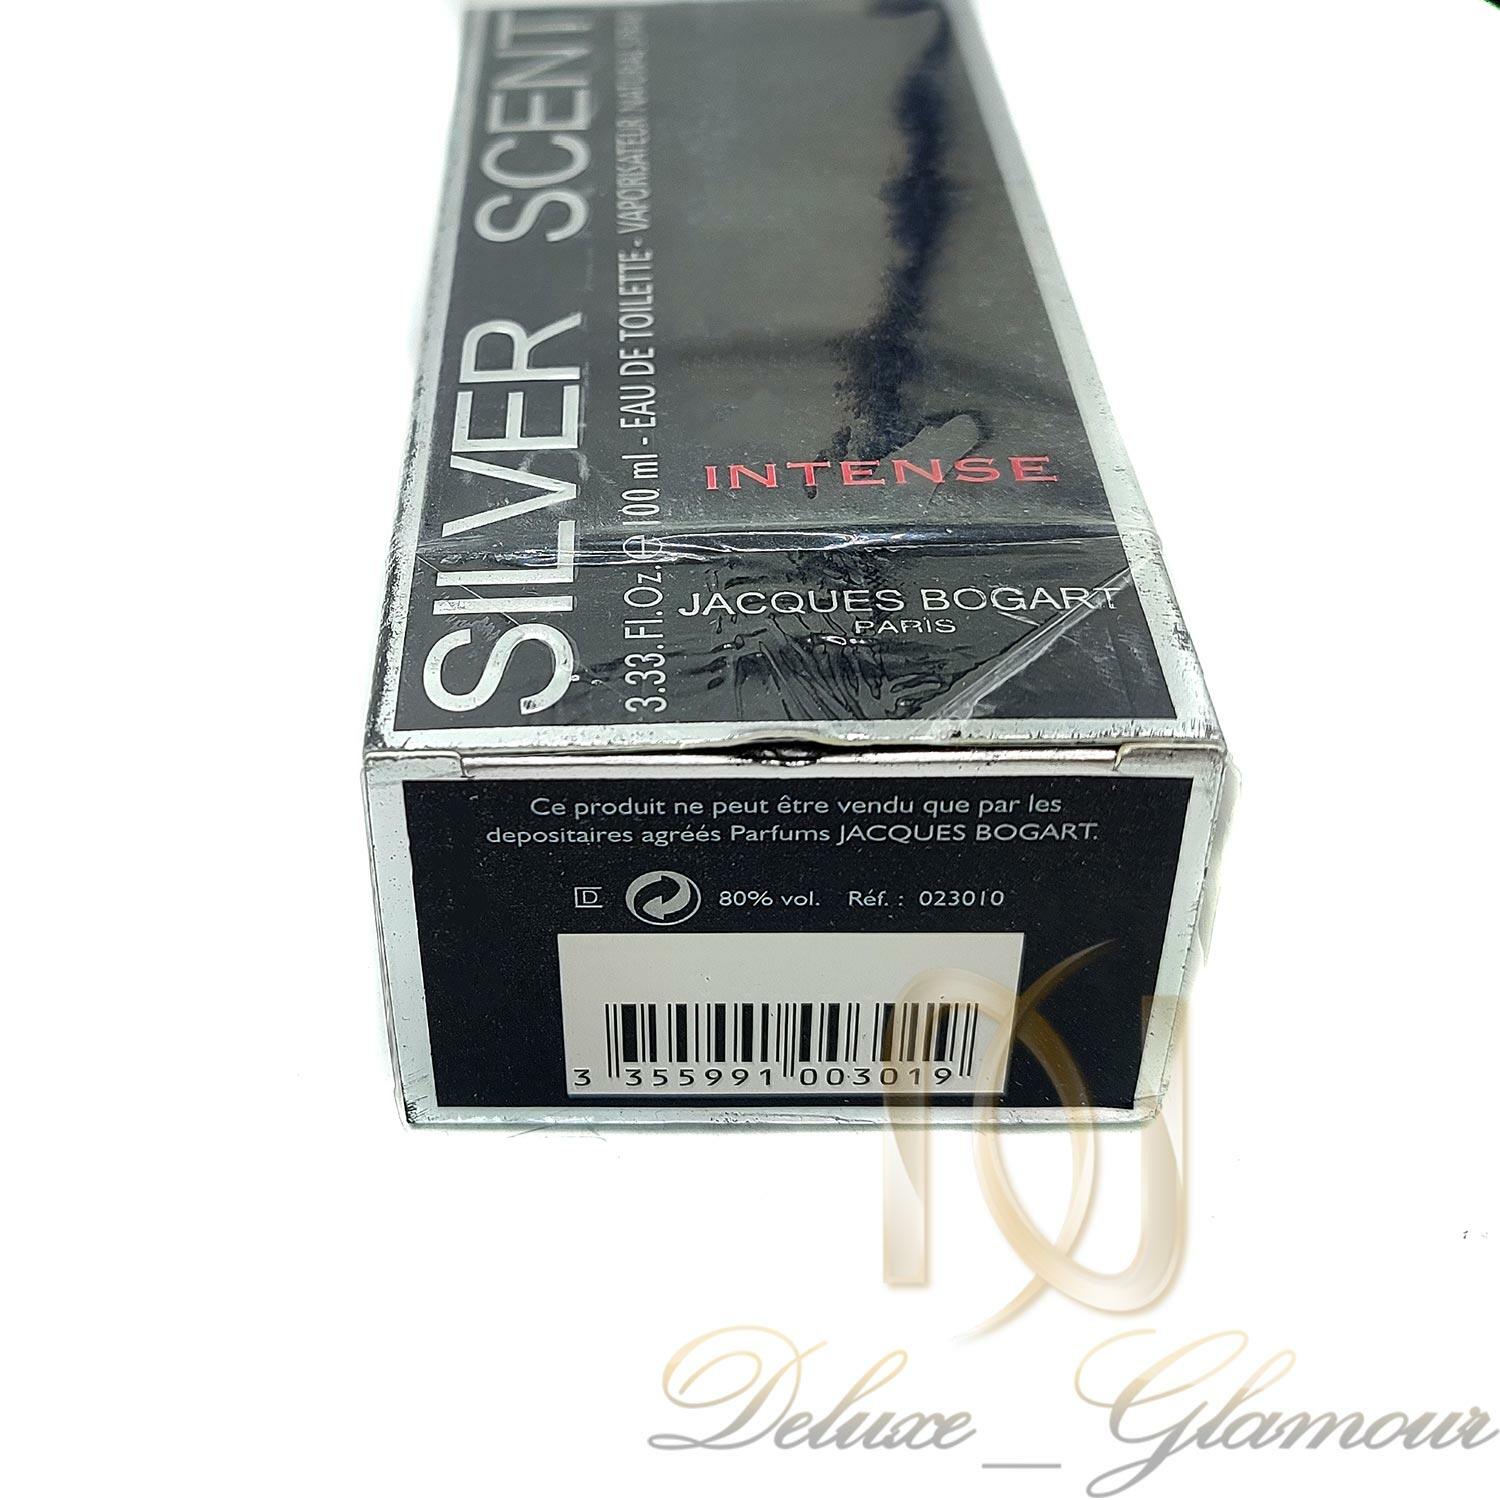 SILVER SCENT
3.33.Fl.Oz. ℮ 100 ml - EAU DE TOILETTE - VAPORISATEUR NATURAL SPRAY
INTENSE
JACQUES BOGART
PARIS
Ce produit ne peut être vendu que par les
depositaires agréés Parfums JACQUES BOGART.
D 80% vol. Réf. : 023010
3 355991 003019
Deluxe_Glamour